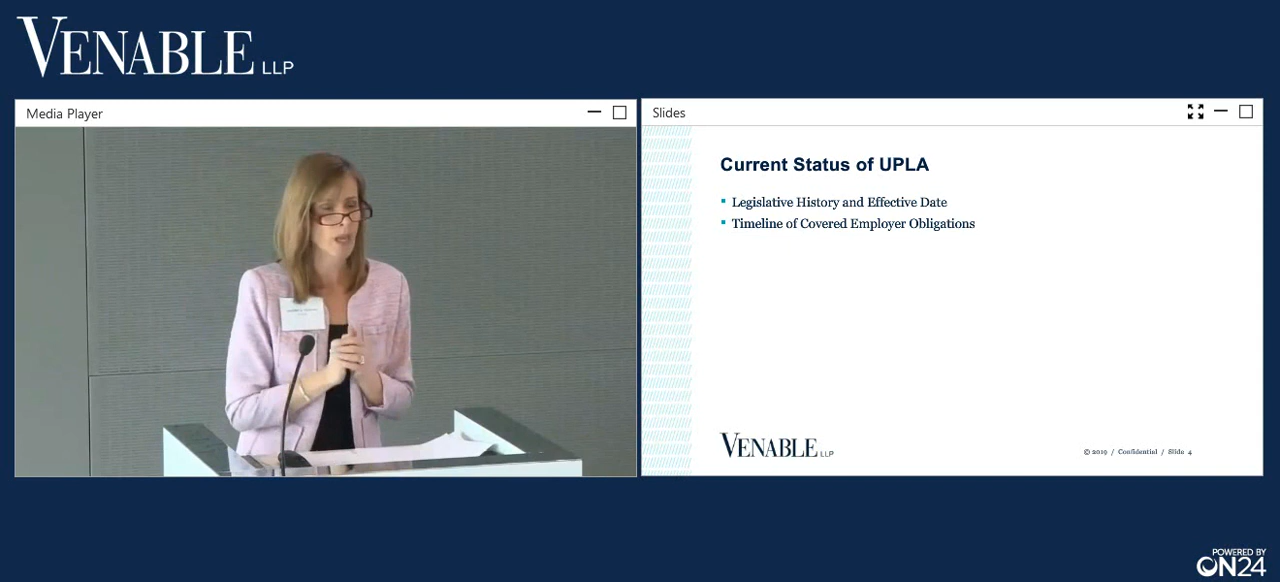 VENABLE LLP
Media Player
Slides
Current Status of UPLA
Legislative History and Effective Date
Timeline of Covered Employer Obligations
VENABLE LLP
© 2019 / Confidential / Slide 4
POWERED BY
ON24